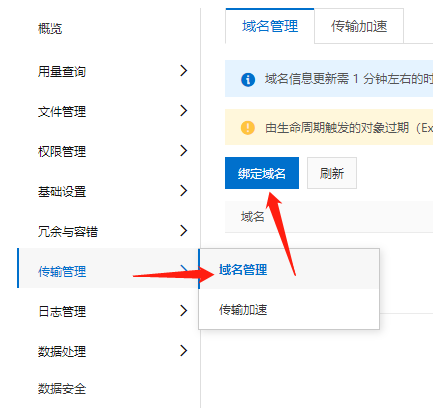 概览
用量查询
文件管理
权限管理
基础设置
冗余与容错
传输管理
日志管理
数据处理
数据安全
域名管理 传输加速
域名信息更新需 1 分钟左右的时
由生命周期触发的对象过期（Ex
绑定域名 刷新
域名
域名管理
传输加速